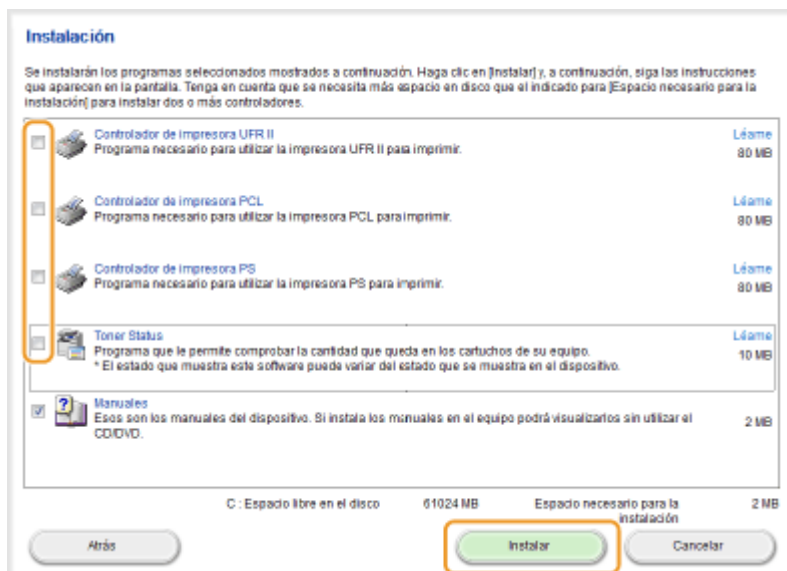 Instalación
Se instalarán los programas seleccionados mostrados a continuación. Haga clic en [Instalar] y, a continuación, siga las instrucciones
que aparecen en la pantalla. Tenga en cuenta que se necesita más espacio en disco que el indicado para [Espacio necesario para la
instalación] para instalar dos o más controladores.
Controlador de impresora UFR II Léame
Programa necesario para utilizar la impresora UFR II para imprimir. 80 MB
Controlador de impresora PCL Léame
Programa necesario para utilizar la impresora PCL para imprimir. 80 MB
Controlador de impresora PS Léame
Programa necesario para utilizar la impresora PS para imprimir. 80 MB
Toner Status Léame
Programa que le permite comprobar la cantidad que queda en los cartuchos de su equipo. 10 MB
* El estado que muestra este software puede variar del estado que se muestra en el dispositivo.
Manuales
Esos son los manuales del dispositivo. Si instala los manuales en el equipo podrá visualizarlos sin utilizar el 2 MB
CD/DVD.
C : Espacio libre en el disco 61024 MB Espacio necesario para la 2 MB
instalación
Atrás Instalar Cancelar